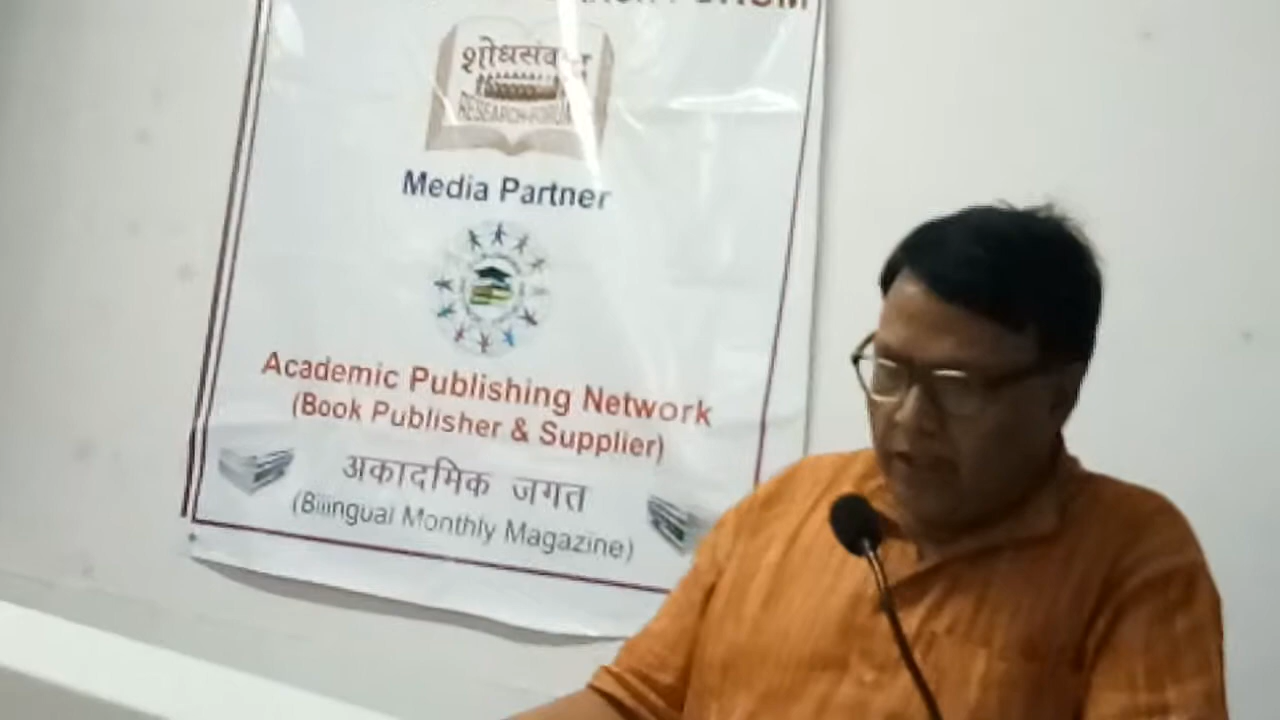 शोधसंवाद
RESEARCH FORUM
Media Partner
Academic Publishing Network
(Book Publisher & Supplier)
अकादमिक जगत
(Bilingual Monthly Magazine)